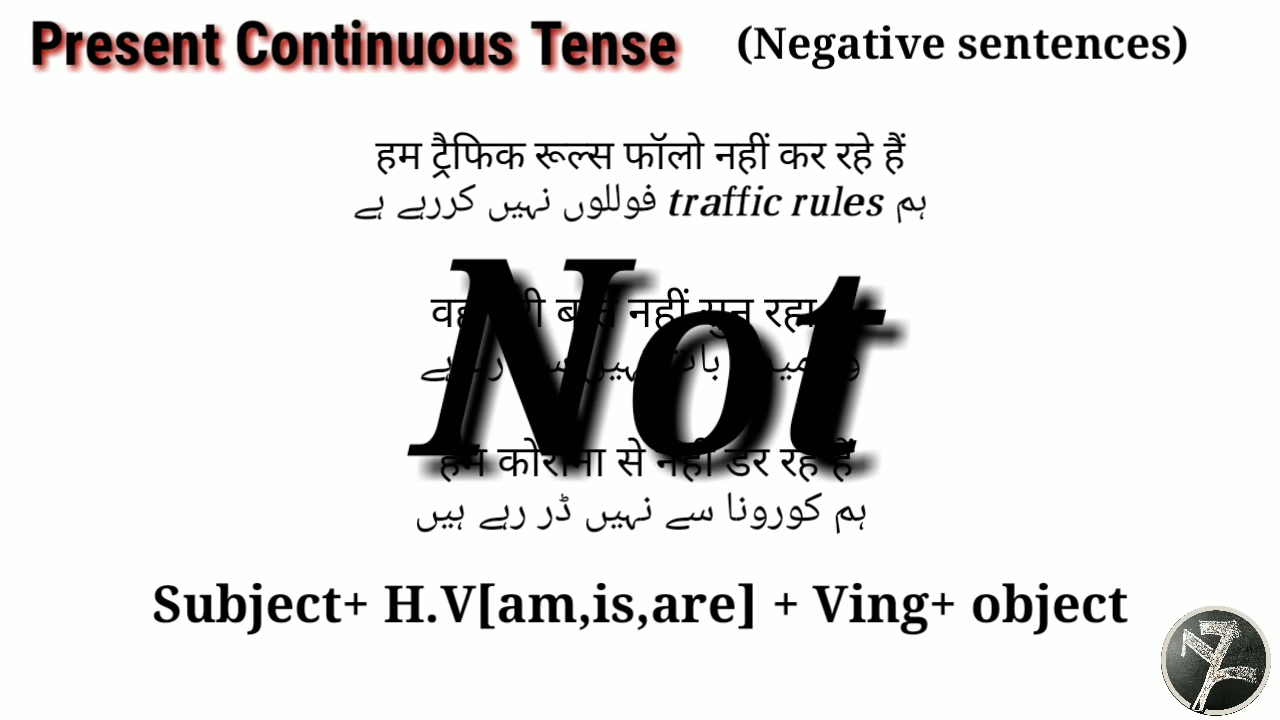 Present Continuous Tense (Negative sentences)
हम ट्रैफिक रूल्स फॉलो नहीं कर रहे हैं
ہم traffic rules فوللوں نہیں کررہے ہے
नहीं सुन रहा
Not
हम कोरोना से नहीं डर रहे हैं
ہم کورونا سے نہیں ڈر رہے ہیں
Subject+ H.V[am,is,are] + Ving+ object